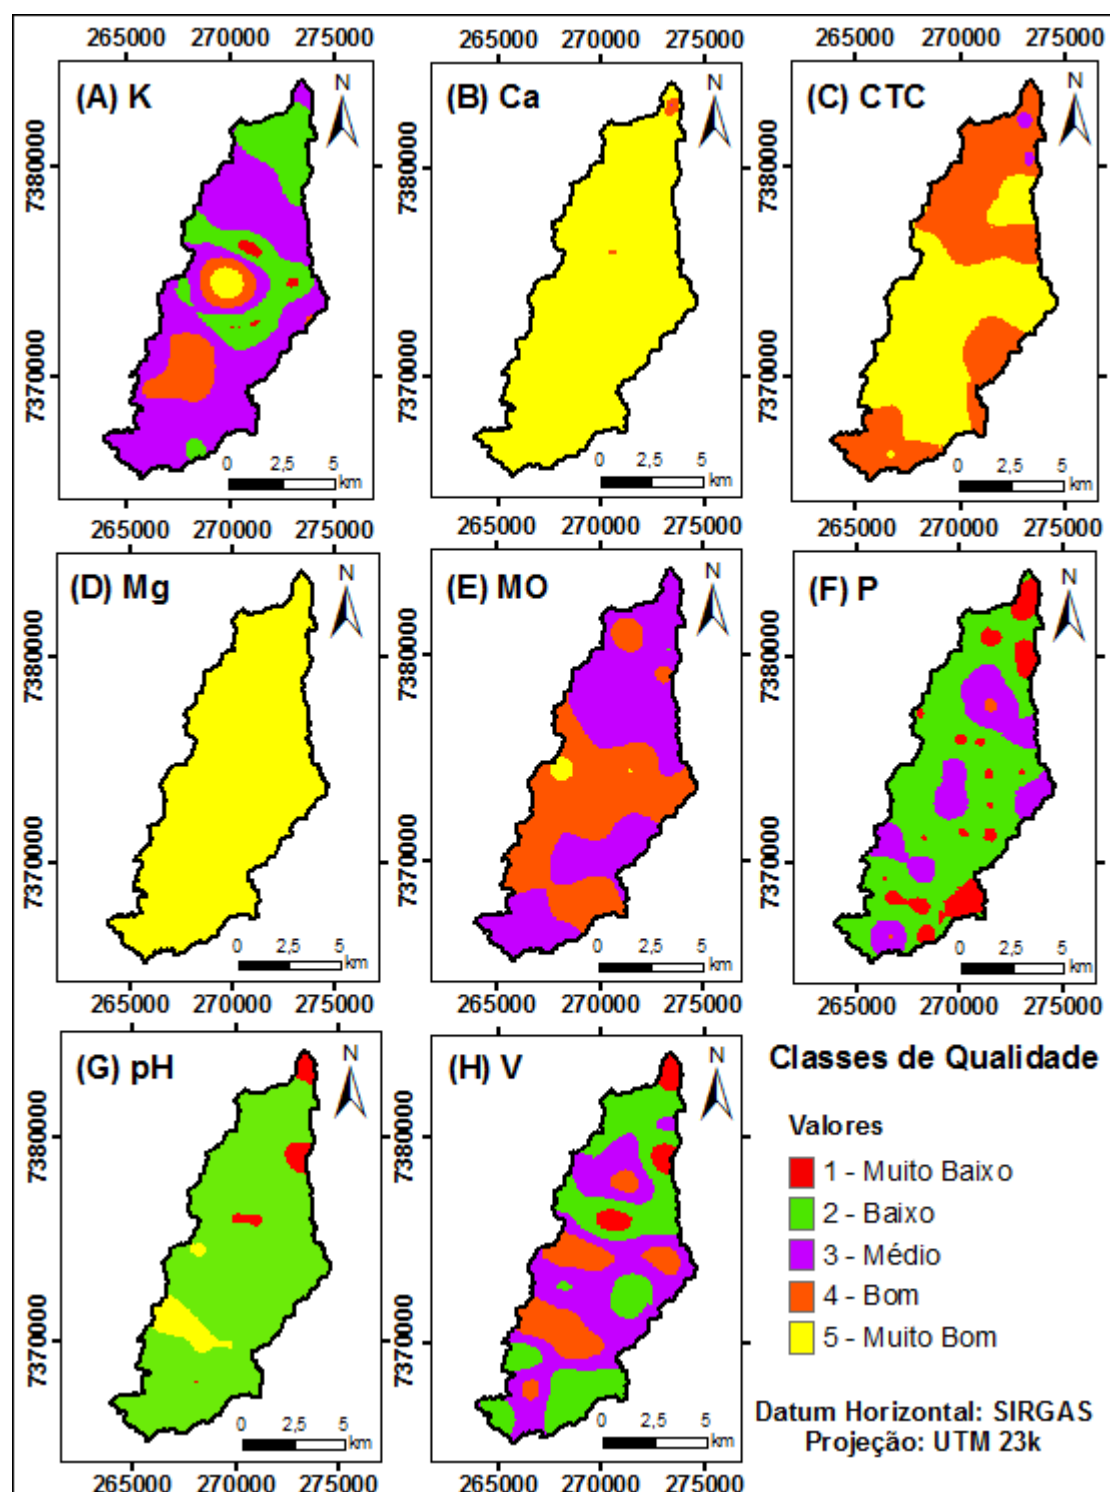 265000 270000 275000
265000 270000 275000
265000 270000 275000
(A) K
N
(B) Ca
N
(C) CTC
N
7380000
7380000
7380000
7370000
7370000
7370000
0 2,5 5
km
0 2,5 5
km
0 2,5 5
km
265000 270000 275000
265000 270000 275000
265000 270000 275000
(D) Mg
N
(E) MO
N
(F) P
N
7380000
7380000
7380000
7370000
7370000
7370000
0 2,5 5
km
0 2,5 5
km
0 2,5 5
km
265000 270000 275000
265000 270000 275000
265000 270000 275000
(G) pH
N
(H) V
N
7380000
7380000
7370000
7370000
0 2,5 5
km
0 2,5 5
km
265000 270000 275000
265000 270000 275000
Classes de Qualidade
Valores
1 - Muito Baixo
2 - Baixo
3 - Médio
4 - Bom
5 - Muito Bom
Datum Horizontal: SIRGAS
Projeção: UTM 23k